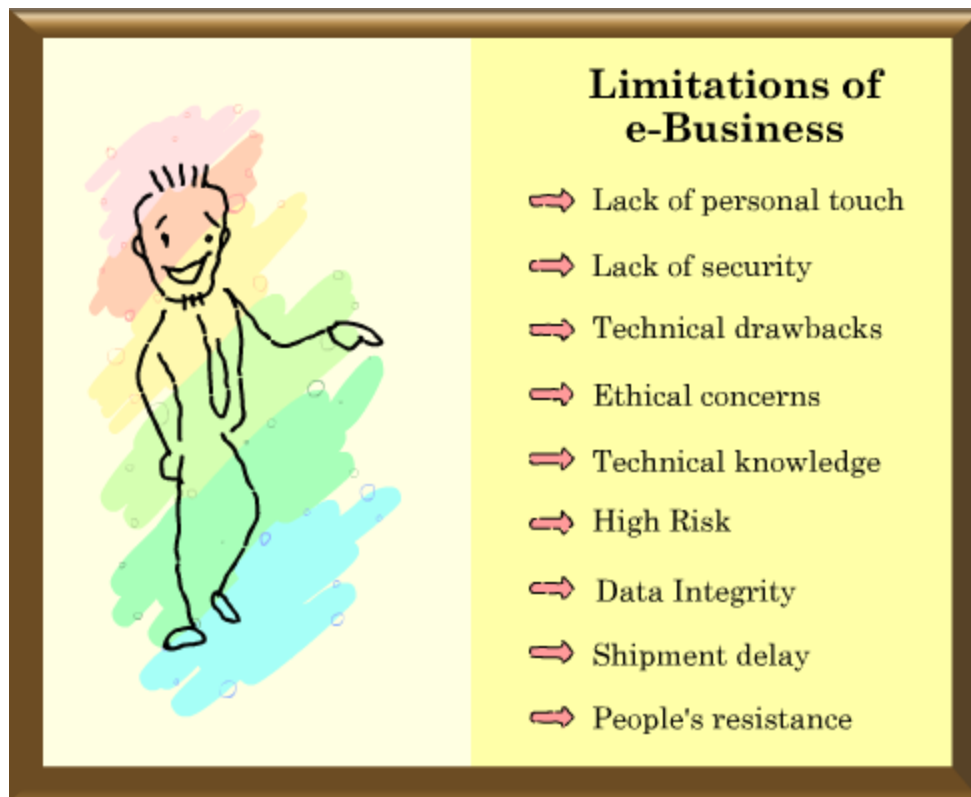 Limitations of
e-Business
Lack of personal touch
Lack of security
Technical drawbacks
Ethical concerns
Technical knowledge
High Risk
Data Integrity
Shipment delay
People's resistance